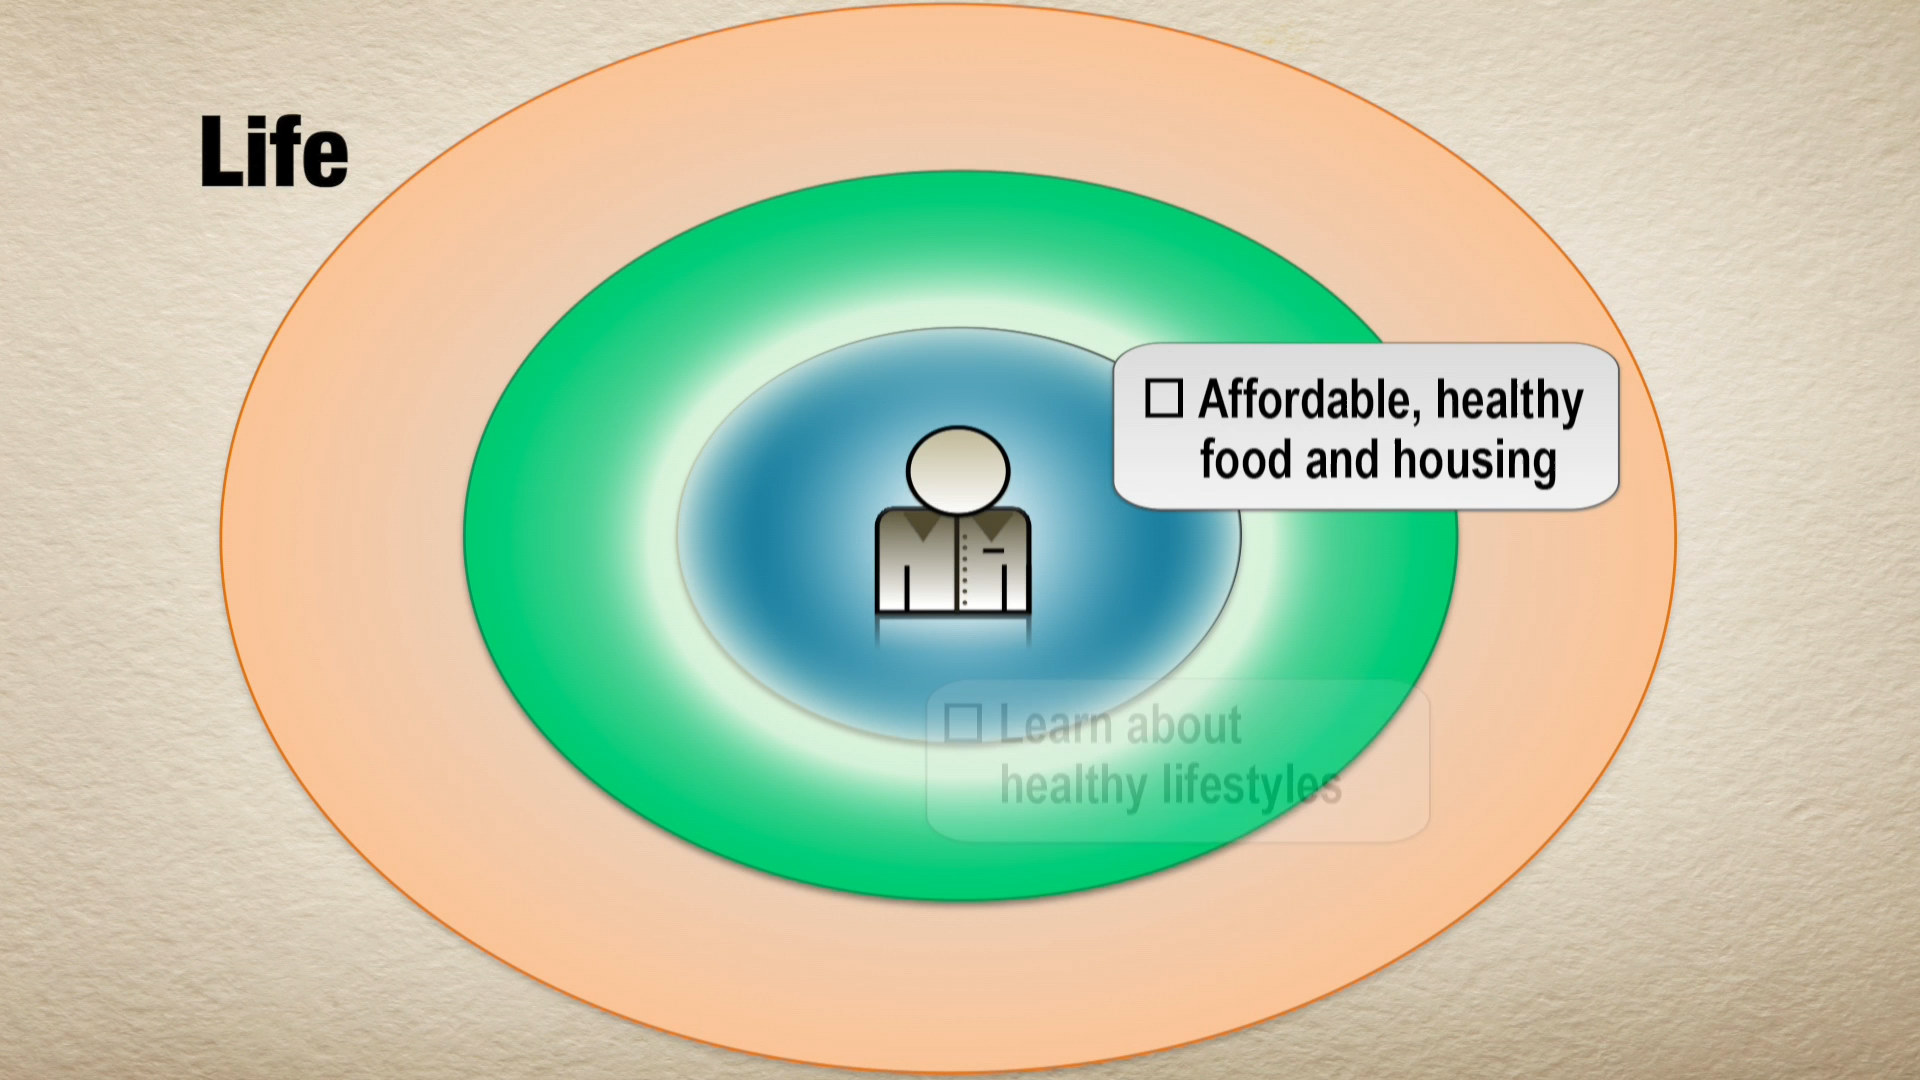 Life
☐ Affordable, healthy
food and housing
☐ Learn about
healthy lifestyles